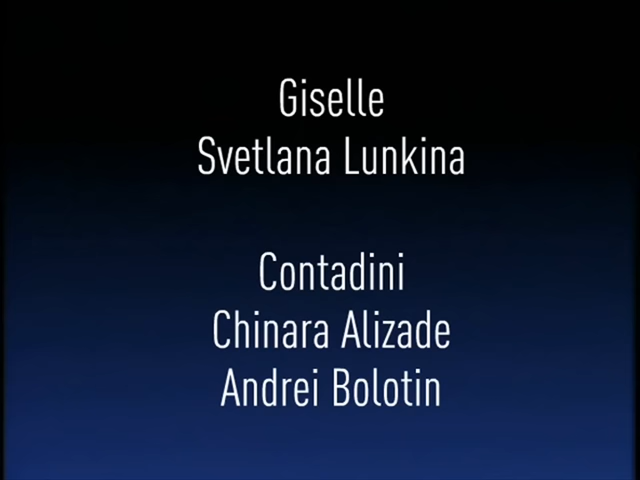 Giselle
Svetlana Lunkina
Contadini
Chinara Alizade
Andrei Bolotin